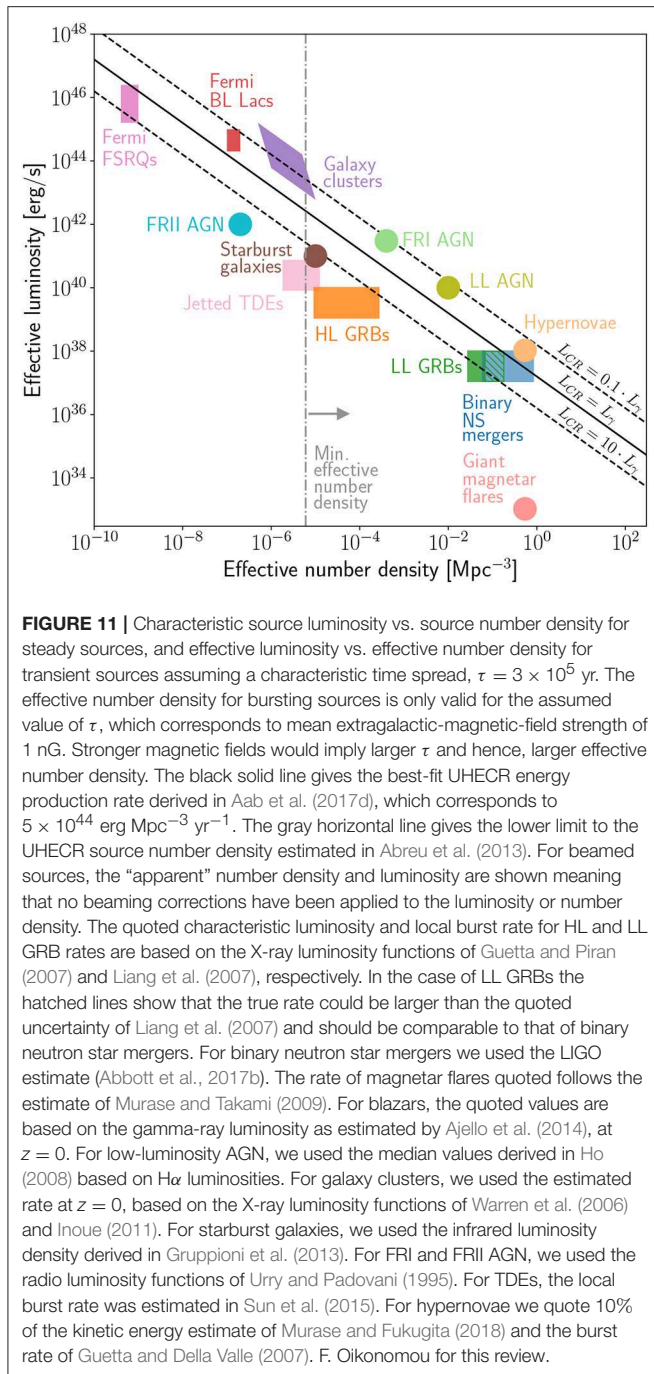 10^48
10^46
10^44
10^42
10^40
10^38
10^36
10^34
Effective luminosity [erg/s]
Fermi
BL Lacs
Fermi
FSRQs
Galaxy
clusters
FRII AGN
Starburst
galaxies
FRI AGN
Jetted TDEs
LL AGN
HL GRBs
Hypernovae
LL GRBs
L_CR = 0.1 · L_γ
L_CR = L_γ
L_CR = 10 · L_γ
Binary
NS
mergers
Min.
effective
number
density
Giant
magnetar
flares
10^−10 10^−8 10^−6 10^−4 10^−2 10^0 10^2
Effective number density [Mpc^−3]
FIGURE 11 | Characteristic source luminosity vs. source number density for
steady sources, and effective luminosity vs. effective number density for
transient sources assuming a characteristic time spread, τ = 3 × 10^5 yr. The
effective number density for bursting sources is only valid for the assumed
value of τ, which corresponds to mean extragalactic-magnetic-field strength of
1 nG. Stronger magnetic fields would imply larger τ and hence, larger effective
number density. The black solid line gives the best-fit UHECR energy
production rate derived in Aab et al. (2017d), which corresponds to
5 × 10^44 erg Mpc^−3 yr^−1. The gray horizontal line gives the lower limit to the
UHECR source number density estimated in Abreu et al. (2013). For beamed
sources, the “apparent” number density and luminosity are shown meaning
that no beaming corrections have been applied to the luminosity or number
density. The quoted characteristic luminosity and local burst rate for HL and LL
GRB rates are based on the X-ray luminosity functions of Guetta and Piran
(2007) and Liang et al. (2007), respectively. In the case of LL GRBs the
hatched lines show that the true rate could be larger than the quoted
uncertainty of Liang et al. (2007) and should be comparable to that of binary
neutron star mergers. For binary neutron star mergers we used the LIGO
estimate (Abbott et al., 2017b). The rate of magnetar flares quoted follows the
estimate of Murase and Takami (2009). For blazars, the quoted values are
based on the gamma-ray luminosity as estimated by Ajello et al. (2014), at
z = 0. For low-luminosity AGN, we used the median values derived in Ho
(2008) based on Hα luminosities. For galaxy clusters, we used the estimated
rate at z = 0, based on the X-ray luminosity functions of Warren et al. (2006)
and Inoue (2011). For starburst galaxies, we used the infrared luminosity
density derived in Gruppioni et al. (2013). For FRI and FRII AGN, we used the
radio luminosity functions of Urry and Padovani (1995). For TDEs, the local
burst rate was estimated in Sun et al. (2015). For hypernovae we quote 10%
of the kinetic energy estimate of Murase and Fukugita (2018) and the burst
rate of Guetta and Della Valle (2007). F. Oikonomou for this review.